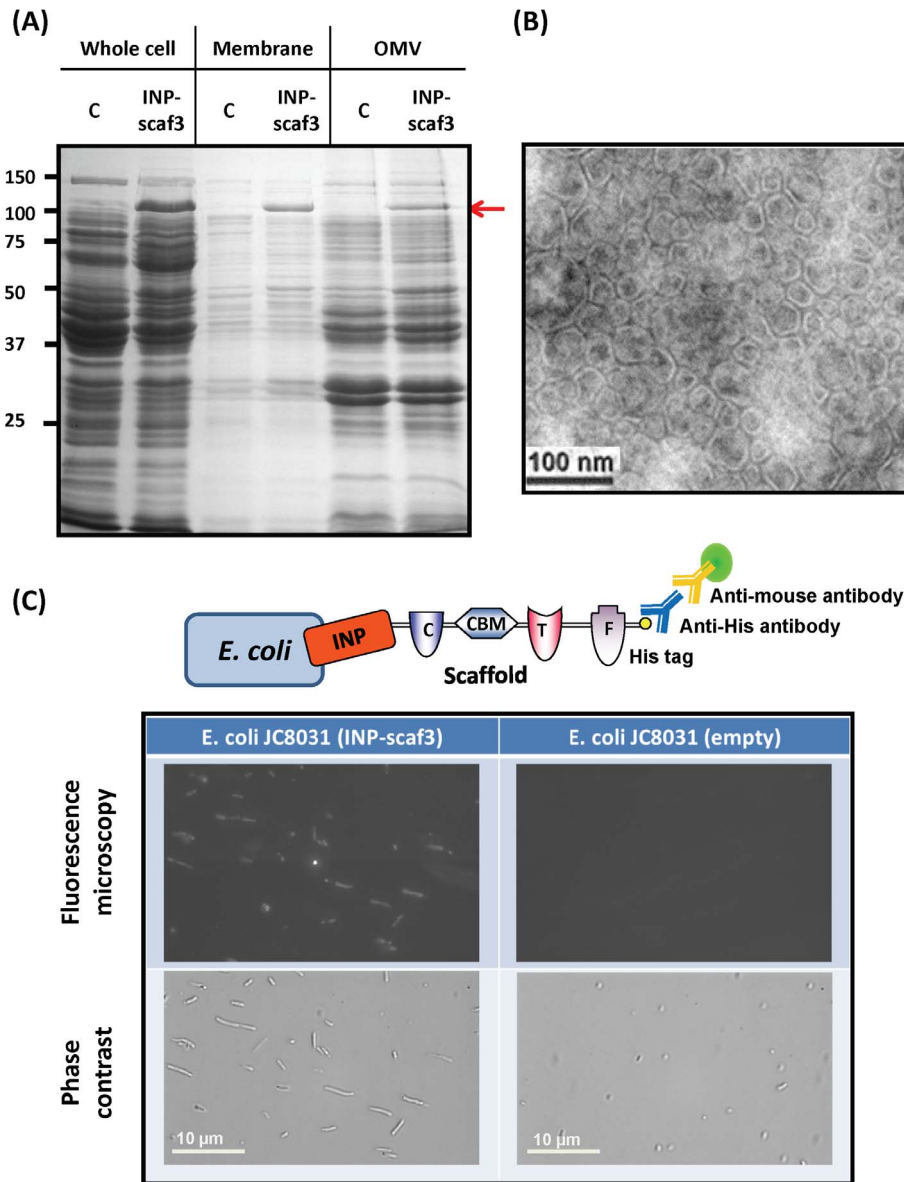 (A)
Whole cell Membrane OMV
C INP-scaf3 C INP-scaf3 C INP-scaf3
150
100
75
50
37
25
(B)
100 nm
(C)
E. coli INP C CBM T F
Scaffold
His tag
Anti-mouse antibody
Anti-His antibody
E. coli JC8031 (INP-scaf3) E. coli JC8031 (empty)
Fluorescence
microscopy
Phase
contrast
10 µm 10 µm